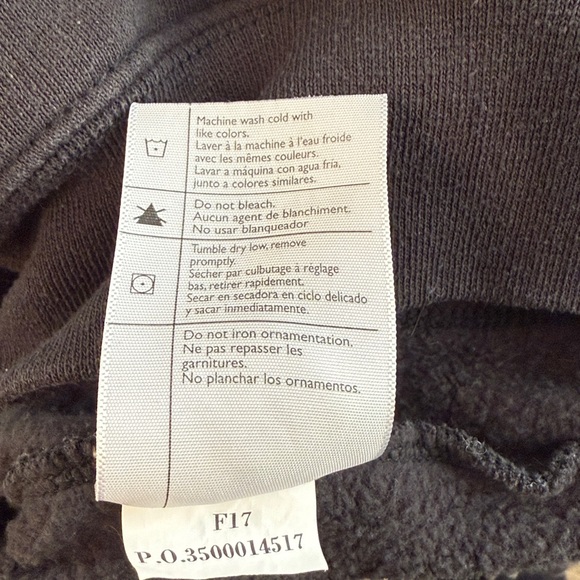 Machine wash cold with
like colors.
Laver à la machine à l'eau froide
avec les mêmes couleurs.
Lavar a máquina con agua fría,
junto a colores similares.
Do not bleach.
Aucun agent de blanchiment.
No usar blanqueador
Tumble dry low, remove
promptly.
Sécher par culbutage à réglage
bas, retirer rapidement.
Secar en secadora en ciclo delicado
y sacar inmediatamente.
Do not iron ornamentation.
Ne pas repasser les
garnitures.
No planchar los ornamentos.
F17
P.O.3500014517